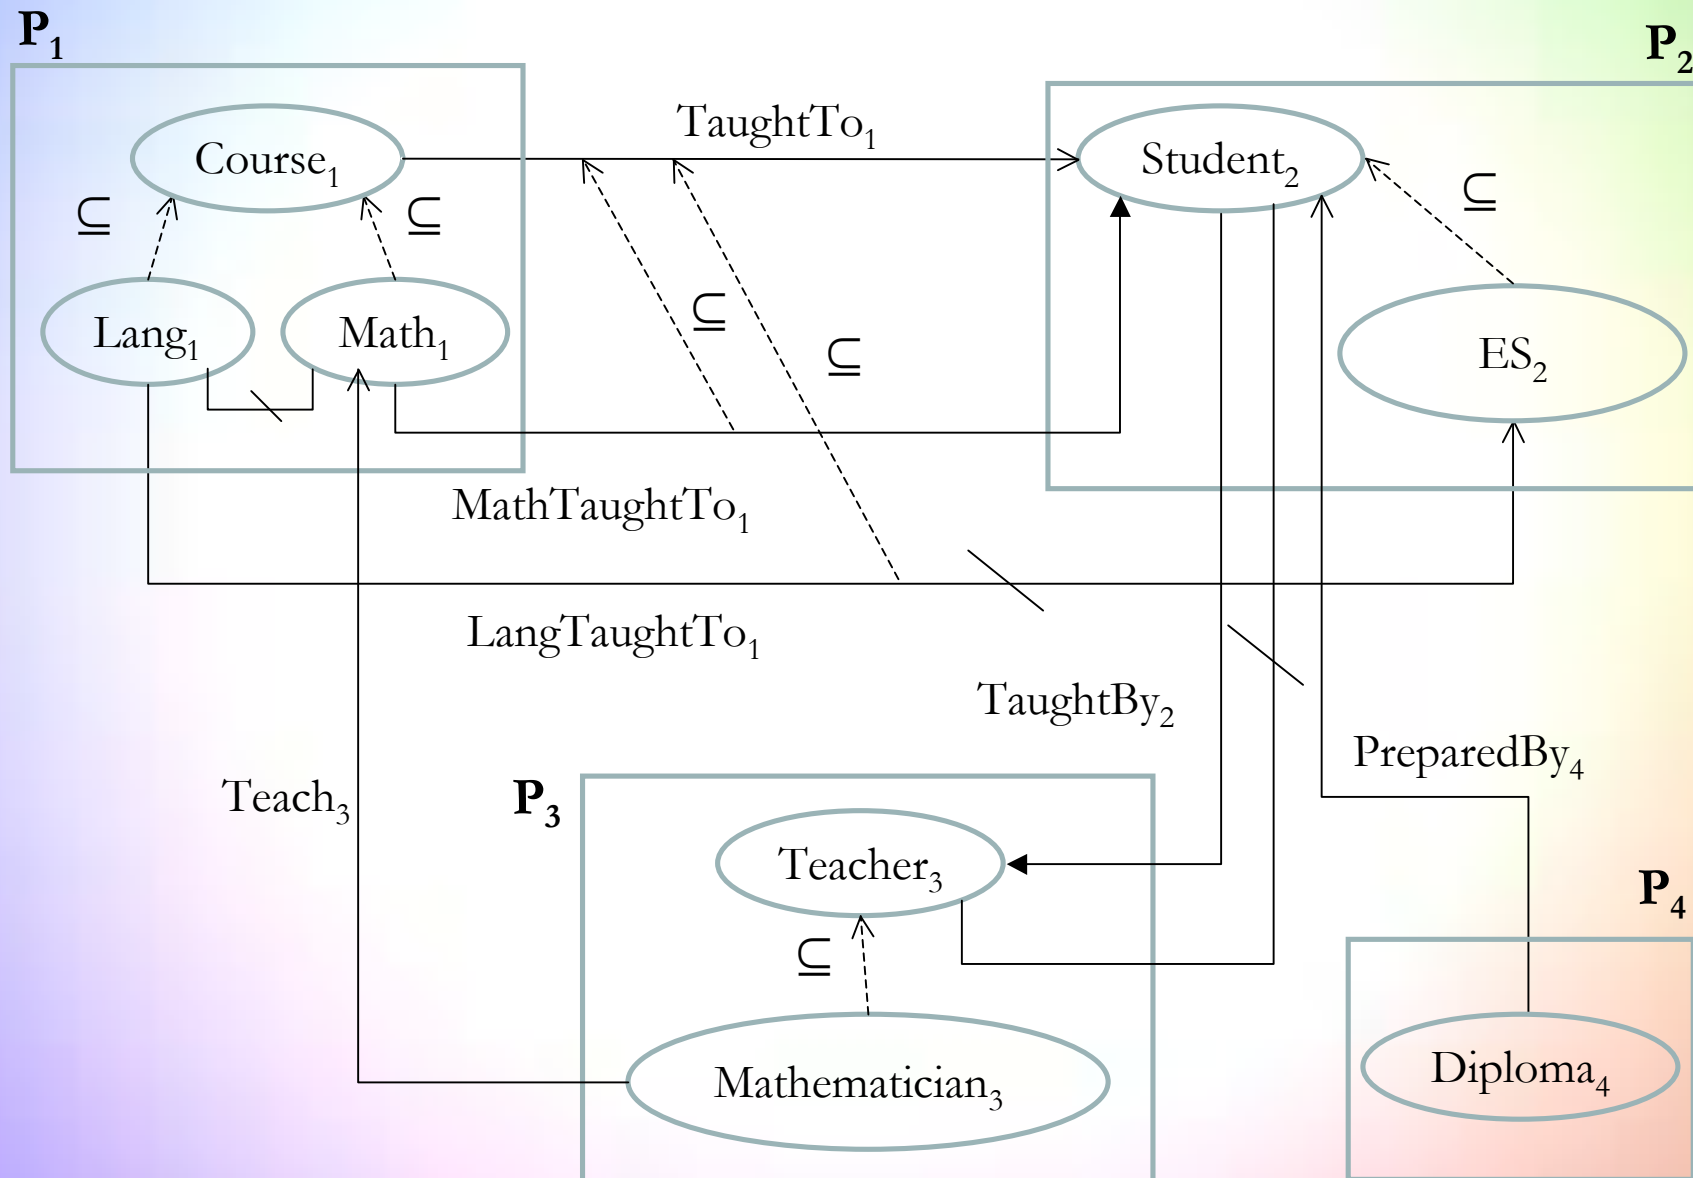 P₁
P₂
TaughtTo₁
Course₁
Student₂
⊆
⊆
⊆
⊆
⊆
Lang₁
Math₁
ES₂
MathTaughtTo₁
LangTaughtTo₁
TaughtBy₂
PreparedBy₄
Teach₃
P₃
Teacher₃
P₄
⊆
Mathematician₃
Diploma₄